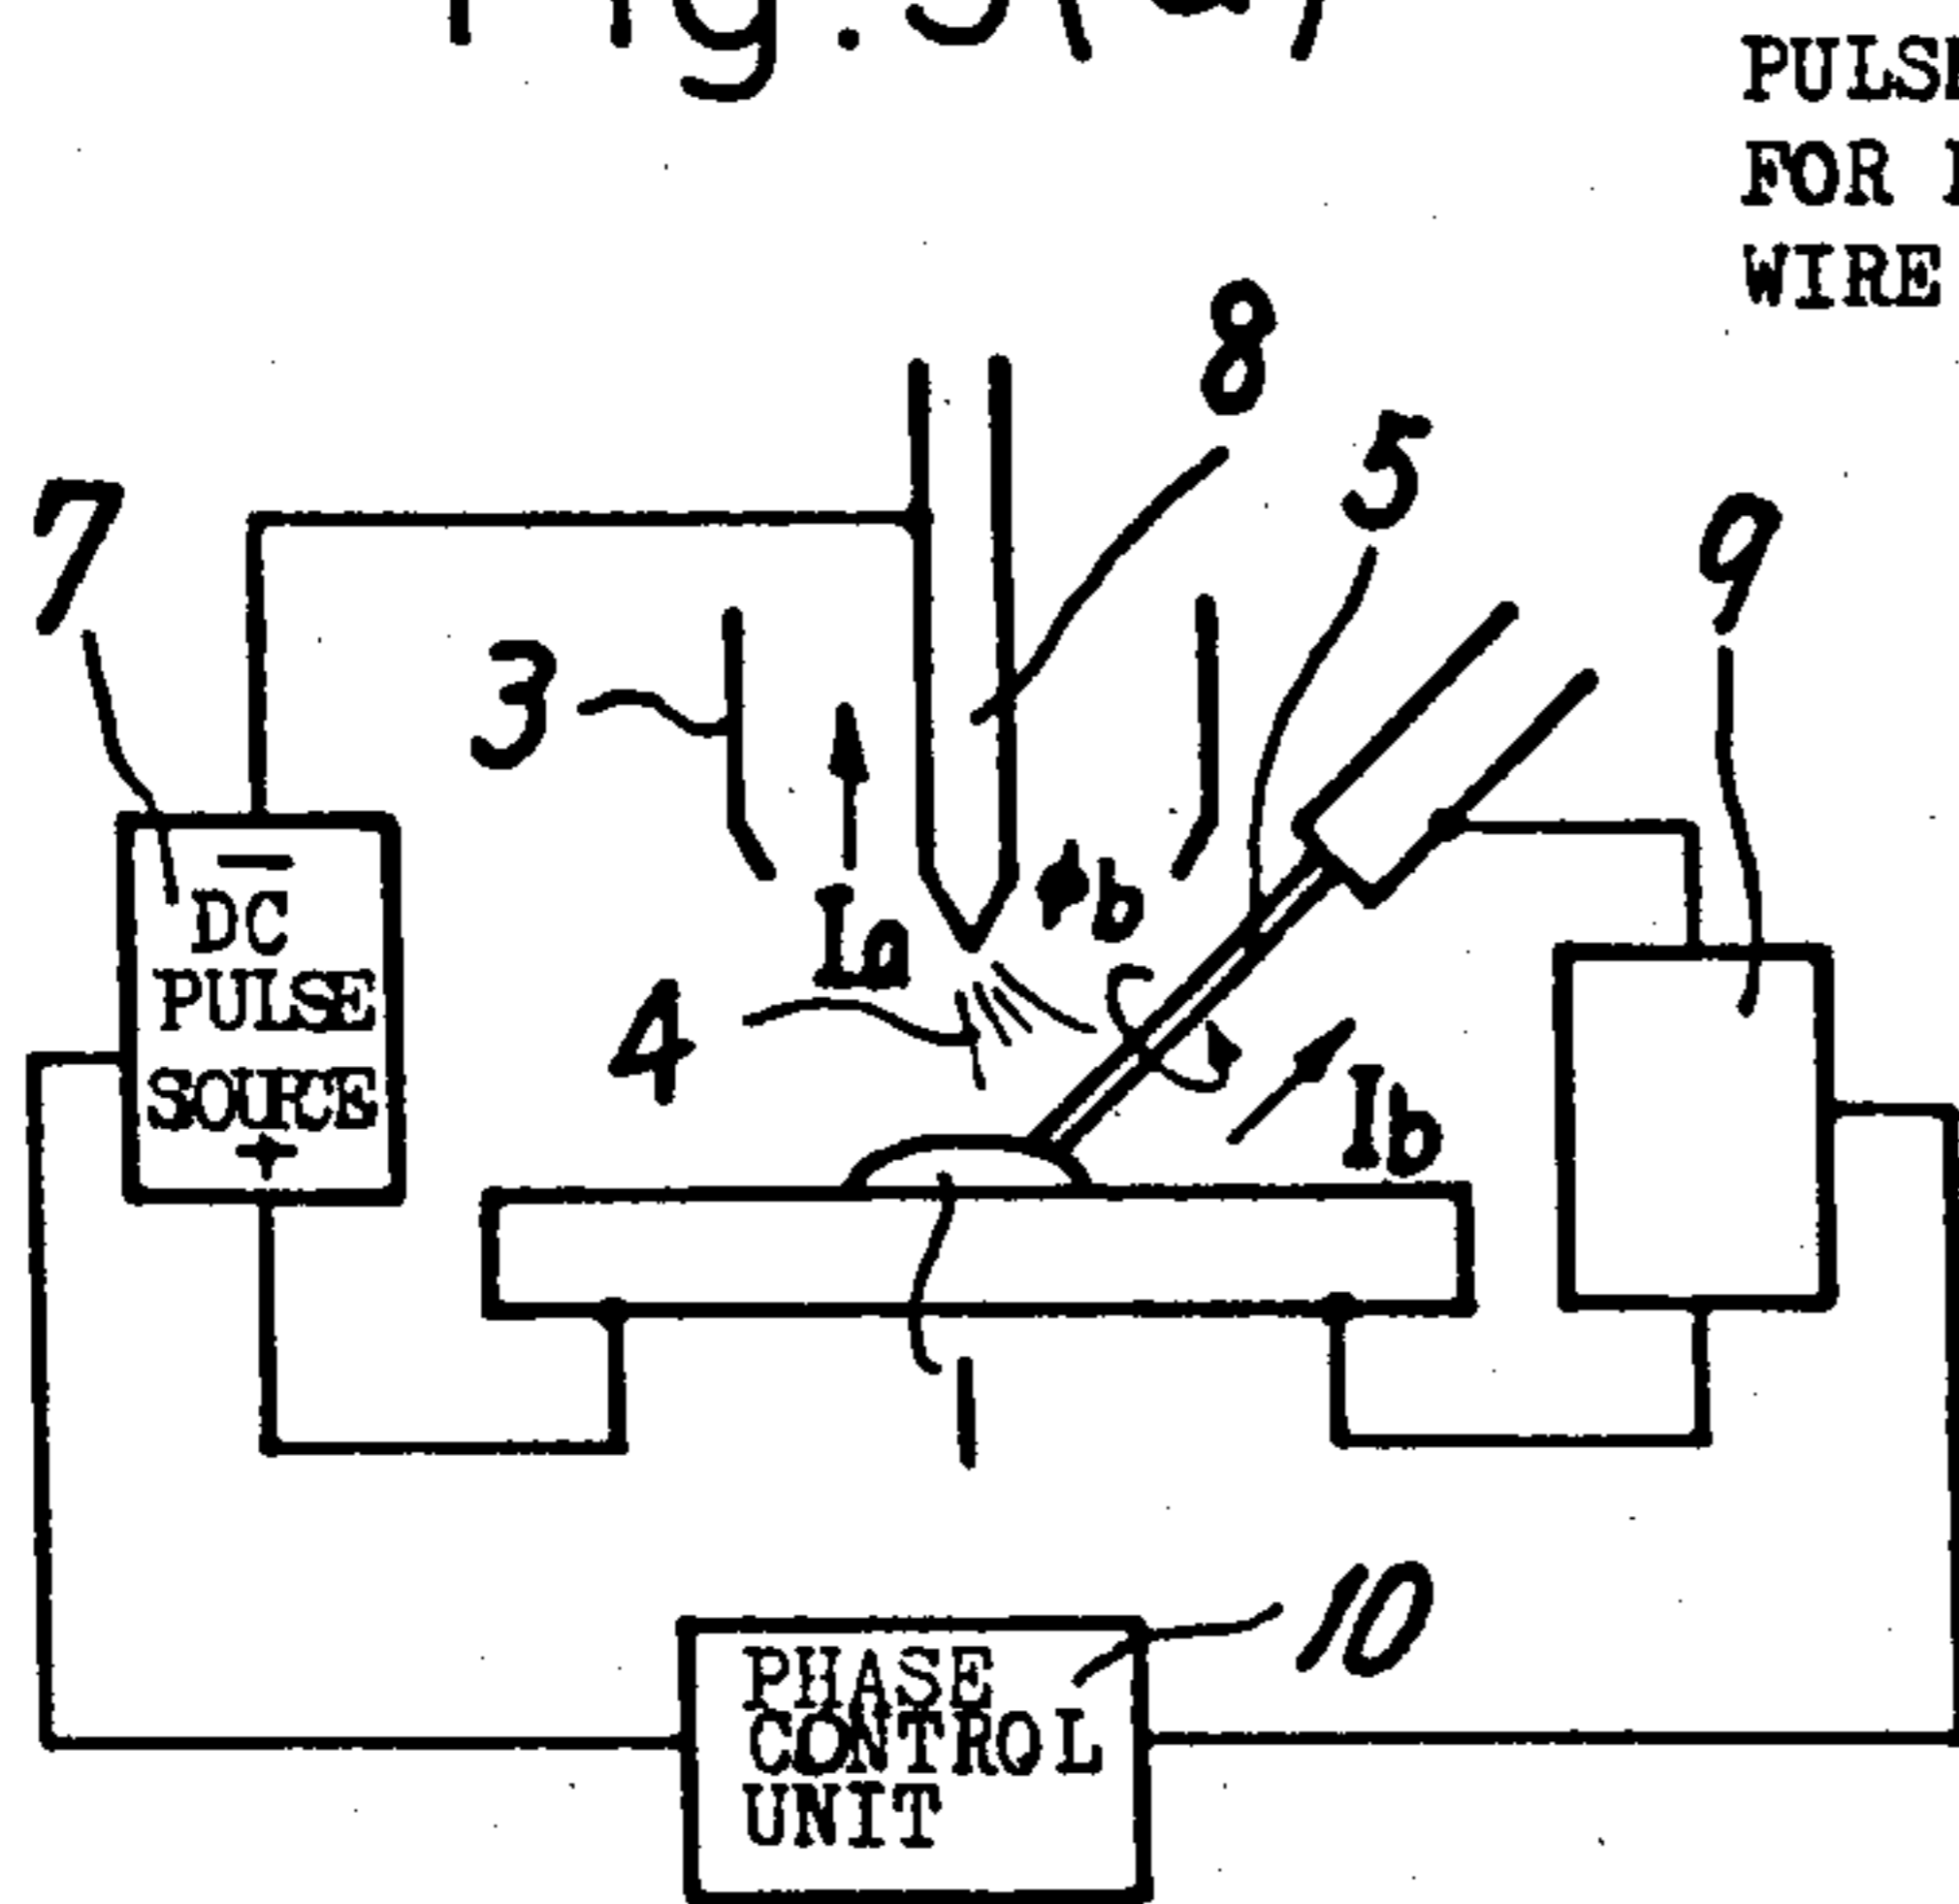 PULSE
FOR
WIRE
8
5
7
9
3
DC
PULSE
SOURCE
+
Ia
ϕb
4
Ib
1
10
PHASE
CONTROL
UNIT